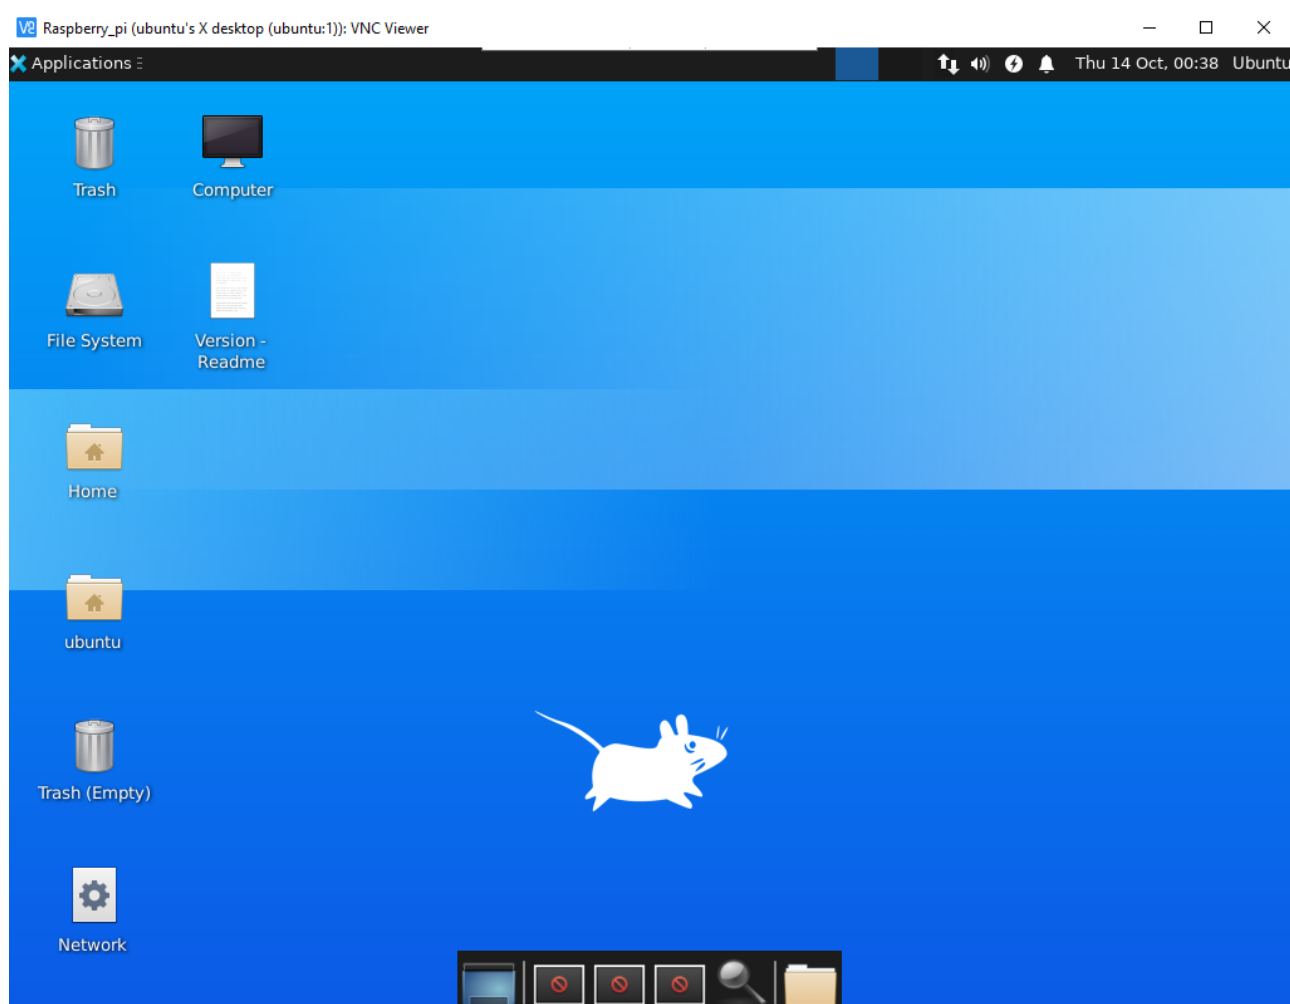 Raspberry_pi (ubuntu's X desktop (ubuntu:1)): VNC Viewer
Applications
Thu 14 Oct, 00:38 Ubuntu
Trash
Computer
File System
Version -
Readme
Home
ubuntu
Trash (Empty)
Network